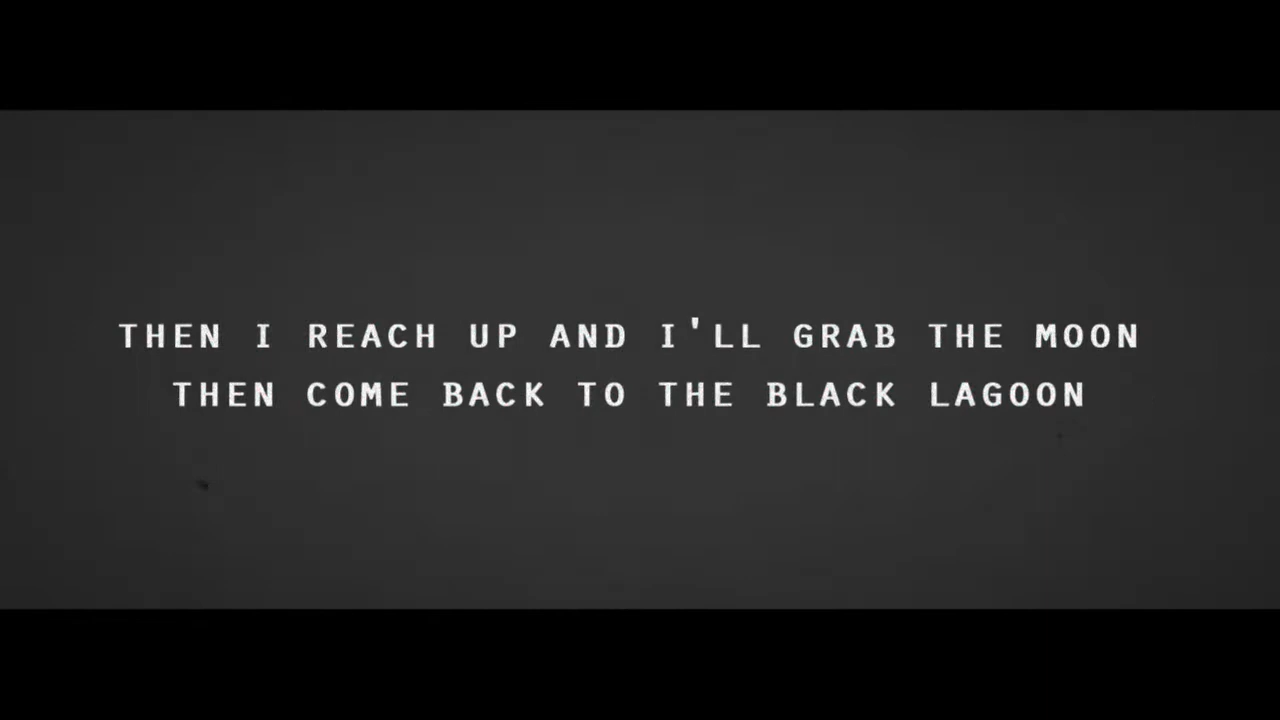 THEN I REACH UP AND I'LL GRAB THE MOON
THEN COME BACK TO THE BLACK LAGOON